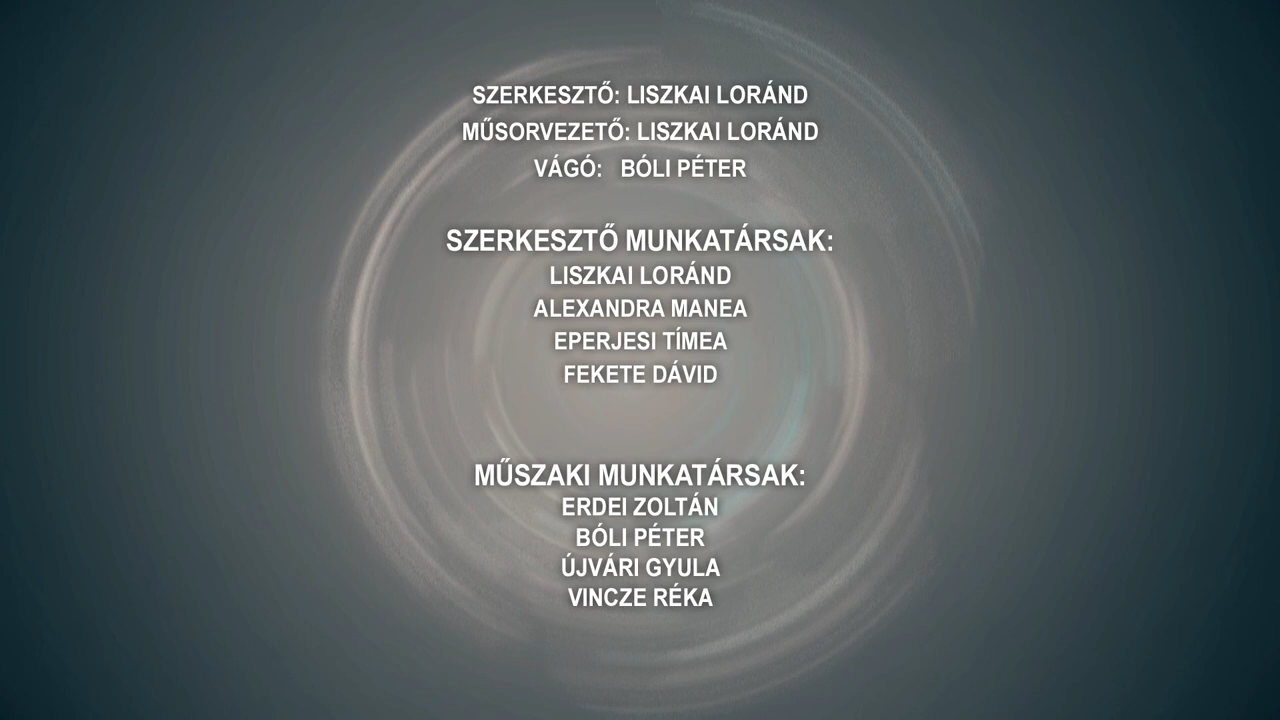 SZERKESZTŐ: LISZKAI LORÁND
MŰSORVEZETŐ: LISZKAI LORÁND
VÁGÓ: BÓLI PÉTER
SZERKESZTŐ MUNKATÁRSAK:
LISZKAI LORÁND
ALEXANDRA MANEA
EPERJESI TÍMEA
FEKETE DÁVID
MŰSZAKI MUNKATÁRSAK:
ERDEI ZOLTÁN
BÓLI PÉTER
ÚJVÁRI GYULA
VINCZE RÉKA